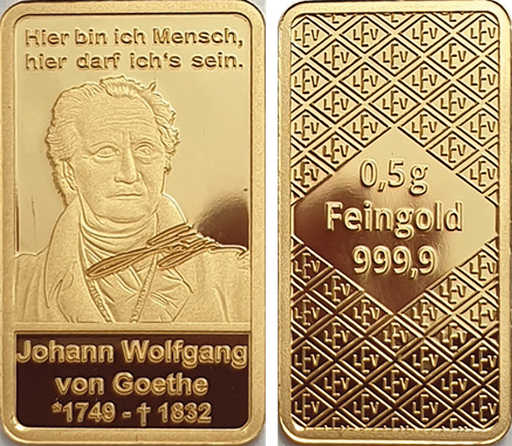 Hier bin ich Mensch,
hier darf ich's sein.
Johann Wolfgang
von Goethe
*1749 - † 1832
0,5g
Feingold
999,9